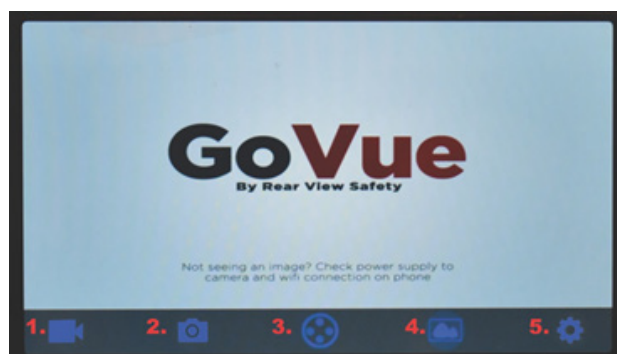 GoVue
By Rear View Safety
Not seeing an image? Check power supply to
camera and wifi connection on phone
1. 2. 3. 4. 5.